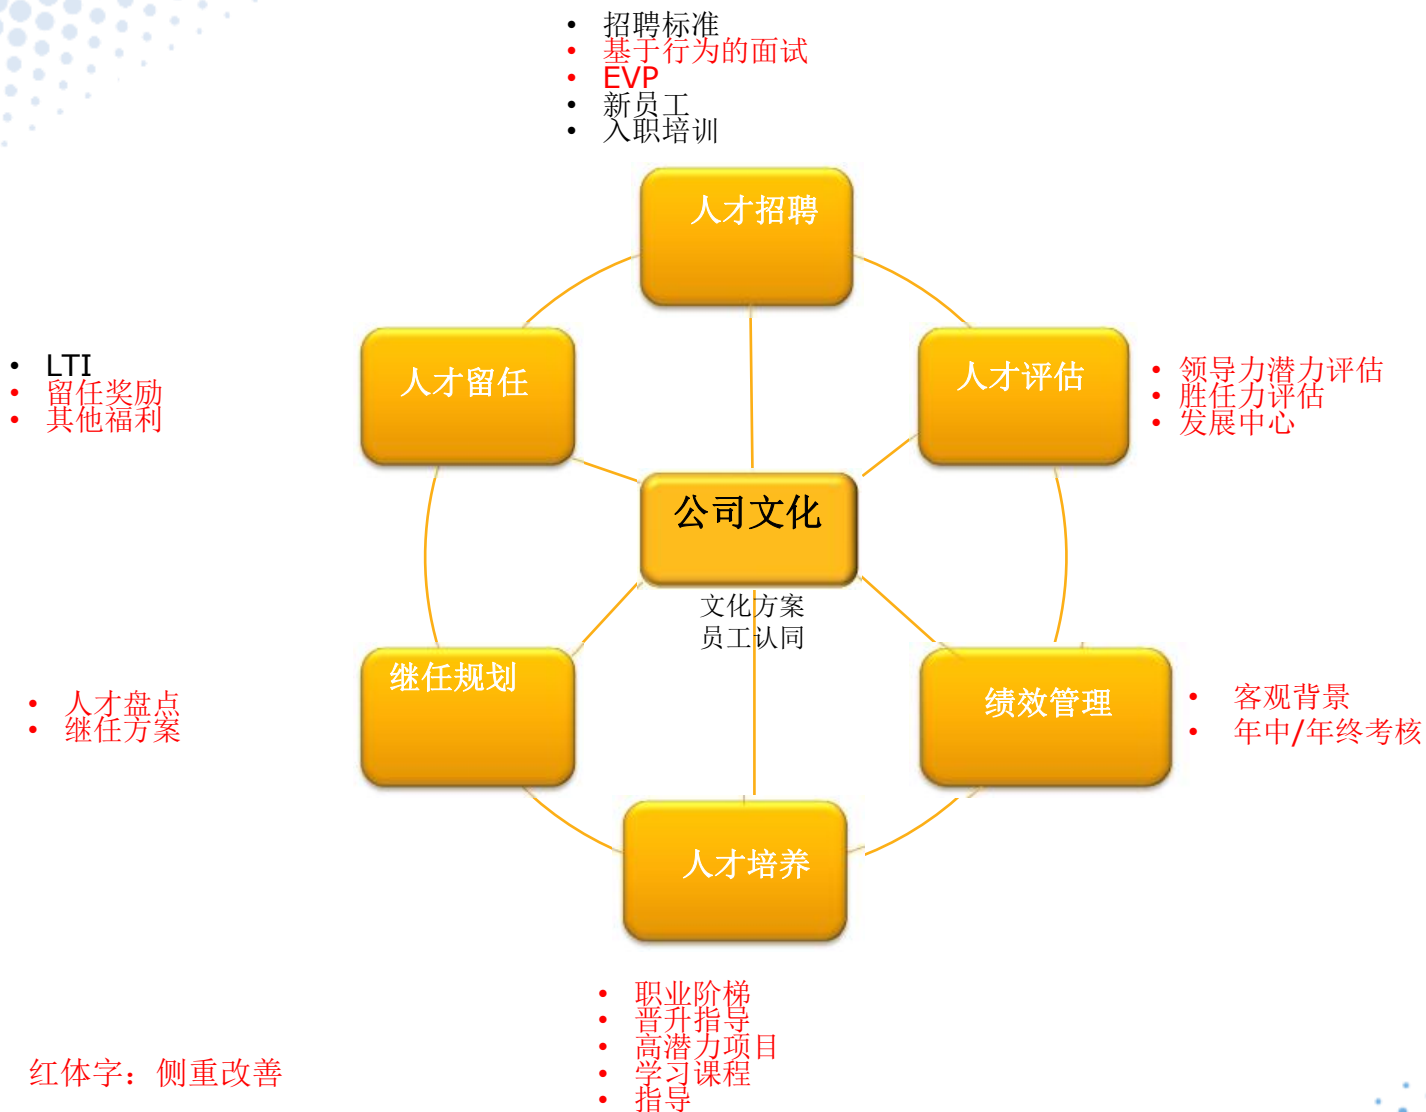 • 招聘标准
• 基于行为的面试
• EVP
• 新员工
• 入职培训
人才招聘
人才留任
• LTI
• 留任奖励
• 其他福利
人才评估
• 领导力潜力评估
• 胜任力评估
• 发展中心
公司文化
文化方案
员工认同
继任规划
• 人才盘点
• 继任方案
绩效管理
• 客观背景
• 年中/年终考核
人才培养
• 职业阶梯
• 晋升指导
• 高潜力项目
• 学习课程
• 指导
红体字：侧重改善